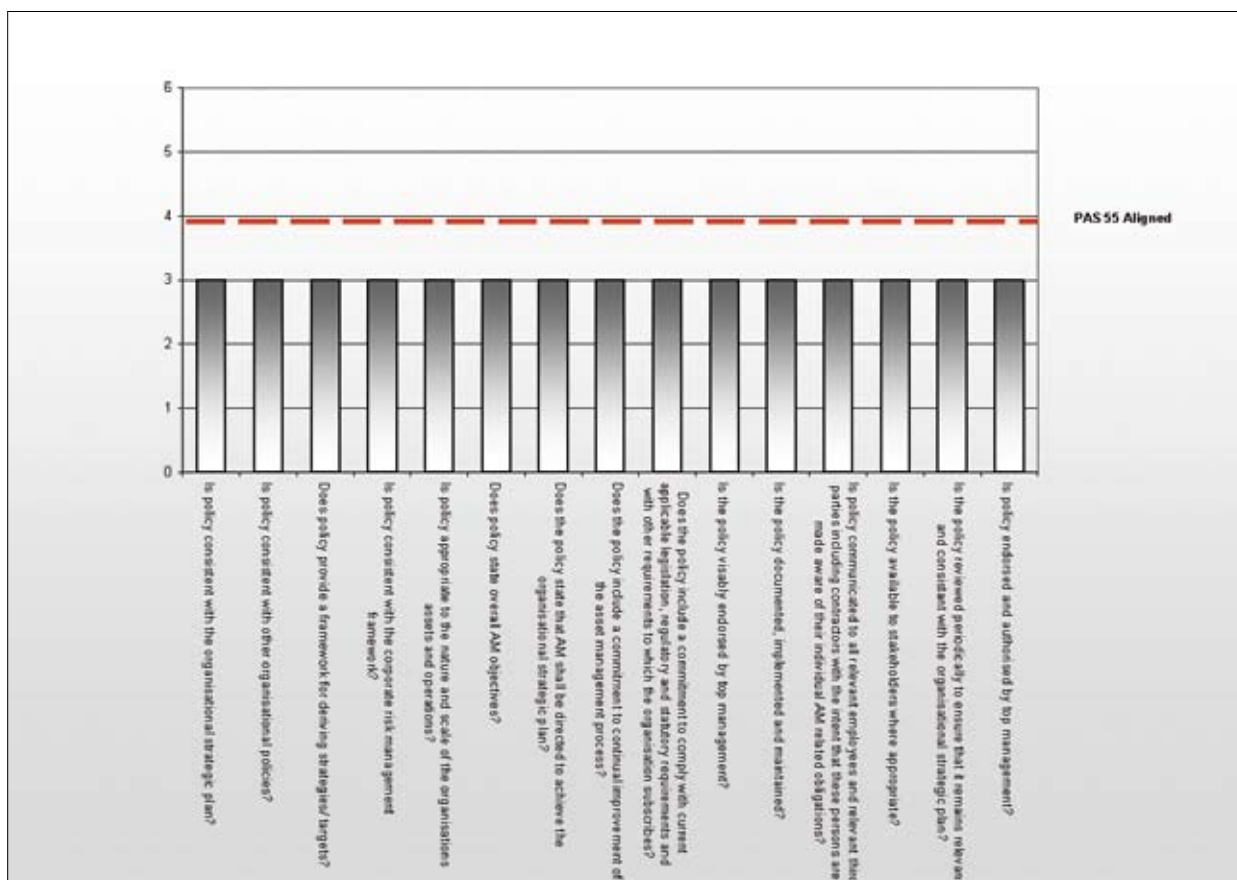 6
5
4
PAS 55 Aligned
3
2
1
0
Is policy consistent with the organisational strategic plan?
Is policy consistent with other organisational policies?
Does policy provide a framework for deriving strategies/ targets?
Is policy consistent with the corporate risk management
framework?
Is policy appropriate to the nature and scale of the organisations
assets and operations?
Does policy state overall AM objectives?
Does the policy state that AM shall be directed to achieve the
organisational strategic plan?
Does the policy include a commitment to continual improvement of
the asset management process?
Does the policy include a commitment to comply with current
applicable legislation, regulatory and statutory requirements and
with other requirements to which the organisation subscribes?
Is the policy visably endorsed by top management?
Is the policy documented, implemented and maintained?
Is policy communicated to all relevant employees and relevant third
parties including contractors with the intent that these persons are
made aware of their individual AM related obligations?
Is the policy available to stakeholders where appropriate?
Is the policy reviewed periodically to ensure that it remains relevan
and consistant with the organisational strategic plan?
Is policy endorsed and authorised by top management?